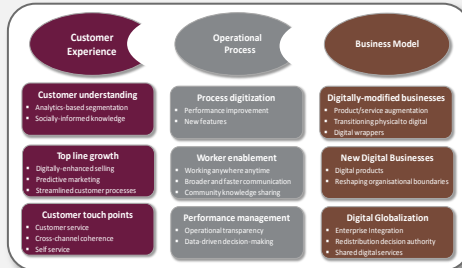 Customer
Experience
Operational
Process
Business Model
Customer understanding
• Analytics-based segmentation
• Socially-informed knowledge
Process digitization
• Performance improvement
• New features
Digitally-modified businesses
• Product/service augmentation
• Transitioning physical to digital
• Digital wrappers
Top line growth
• Digitally-enhanced selling
• Predictive marketing
• Streamlined customer processes
Worker enablement
• Working anywhere anytime
• Broader and faster communication
• Community knowledge sharing
New Digital Businesses
• Digital products
• Reshaping organisational boundaries
Customer touch points
• Customer service
• Cross-channel coherence
• Self service
Performance management
• Operational transparency
• Data-driven decision-making
Digital Globalization
• Enterprise Integration
• Redistribution decision authority
• Shared digital services